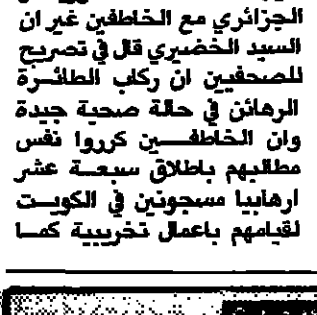 الجزائري مع الخاطفين غير ان
السيد الخضيري قال في تصريح
للصحفيين ان ركاب الطائرة
الرهائن في حالة صحية جيدة
وان الخاطفين كرروا نفس
مطالبهم باطلاق سبعة عشر
ارهابيا مسجونين في الكويت
لقيامهم باعمال تخريبية كما